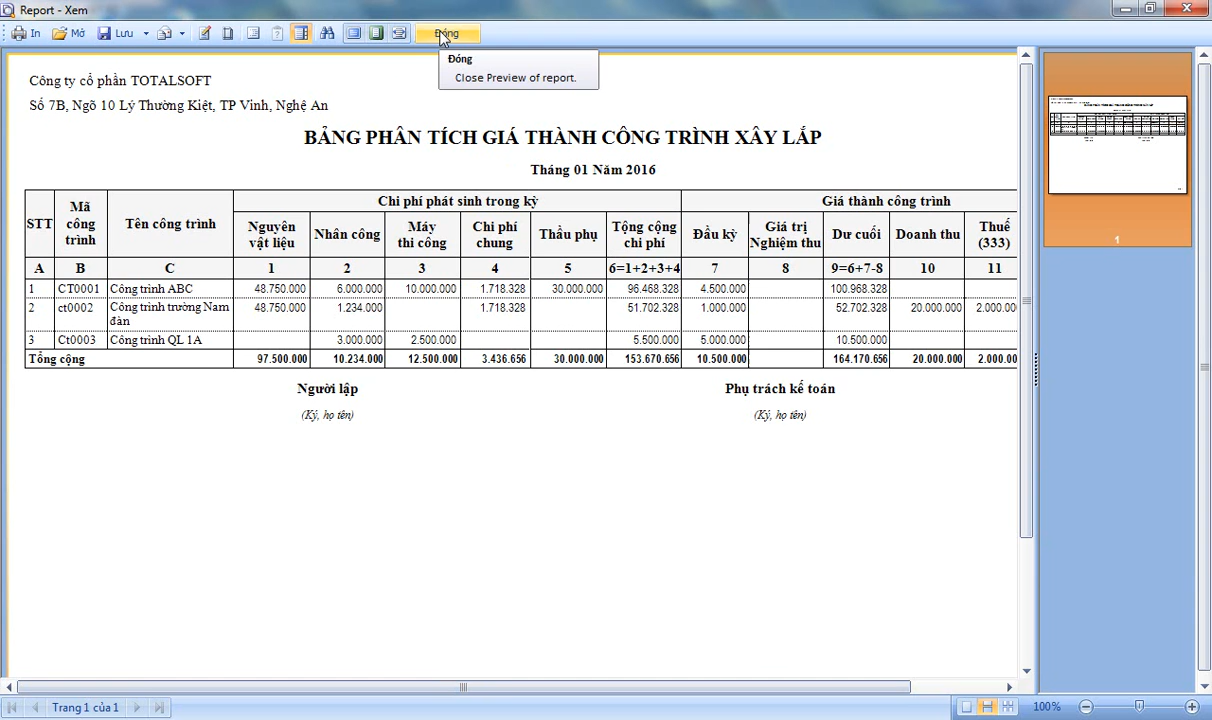 Report - Xem
In Mở Lưu Đóng
Đóng
Close Preview of report.
Công ty cổ phần TOTALSOFT
Số 7B, Ngõ 10 Lý Thường Kiệt, TP Vinh, Nghệ An
BẢNG PHÂN TÍCH GIÁ THÀNH CÔNG TRÌNH XÂY LẮP
Tháng 01 Năm 2016
STT Mã công trình Tên công trình Chi phí phát sinh trong kỳ Giá thành công trình
Nguyên vật liệu Nhân công Máy thi công Chi phí chung Thầu phụ Tộng cộng chi phí Đầu kỳ Giá trị Nghiệm thu Dư cuối Doanh thu Thuế (333)
A B C 1 2 3 4 5 6=1+2+3+4 7 8 9=6+7-8 10 11
1 CT0001 Công trình ABC 48.750.000 6.000.000 10.000.000 1.718.328 30.000.000 96.468.328 4.500.000 100.968.328
2 ct0002 Công trình trường Nam đàn 48.750.000 1.234.000 1.718.328 51.702.328 1.000.000 52.702.328 20.000.000 2.000.00
3 Ct0003 Công trình QL 1A 3.000.000 2.500.000 5.500.000 5.000.000 10.500.000
Tổng cộng 97.500.000 10.234.000 12.500.000 3.436.656 30.000.000 153.670.656 10.500.000 164.170.656 20.000.000 2.000.00
Người lập Phụ trách kế toán
(Ký, họ tên) (Ký, họ tên)
1
Trang 1 của 1 100%